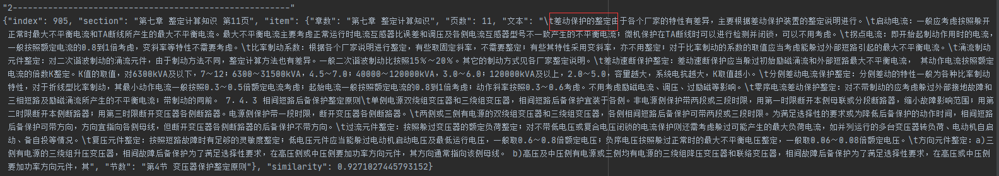 "2----------------------------------------------------"
{"index": 905, "section": "第七章 整定计算知识 第11页", "item": {"章数": "第七章 整定计算知识", "页数": 11, "文本": "\t差动保护的整定由于各个厂家的特性有差异，主要根据差动保护装置的整定说明进行。\t启动电流：一般应考虑按照躲开
正常时最大不平衡电流和TA断线所产生的最大不平衡电流。最大不平衡电流主要考虑正常运行时电流互感器比误差和调压及各侧电流互感器型号不一致产生的不平衡电流；微机保护在TA断线时可以进行检测并闭锁，可以不用考虑。\t拐点电流：即开始起制动作用时的电流，
一般按照额定电流的0.8到1倍考虑，变斜率等特性不需要考虑。\t比率制动系数：根据各个厂家说明进行整定，有些取固定斜率，不需要整定；有些其特性采用变斜率，亦不用整定；对于比率制动的系数的取值应当考虑能躲过外部短路引起的最大不平衡电流。\t涌流制动
元件整定：对二次谐波制动的涌流元件，由于制动方法不同，整定计算方法也有差异。一般二次谐波制动比按照15％～20％。其它的制动方式见各厂家整定说明。\t差动速断保护整定：差动速断保护应当躲过初始励磁涌流和外部短路最大不平衡电流， 其动作电流按照额定
电流的倍数K整定。K值的取值，对6300kVA及以下，7～12；6300～31500kVA，4.5～7.0；40000～120000kVA，3.0～6.0；120000kVA及以上，2.0～5.0，容量越大，系统电抗越大，K取值越小。\t分侧差动电流保护整定：分侧差动的特性一般为各种比率制动
特性，对于折线型比率制动，其最小动作电流一般按照0.3～0.5倍额定电流考虑；起始电流一般按照额定电流的0.8到1倍考虑；动作斜率按照0.3～0.6考虑。不用考虑励磁电流、调压、过励磁等影响。\t零序电流差动保护整定：对不带制动的应考虑躲过外部接地故障和
三相短路及励磁涌流所产生的不平衡电流；带制动的同前。 7．4．3 相间短路后备保护整定原则\t单侧电源双绕组变压器和三绕组变压器，相间短路后备保护宜装于各侧。非电源侧保护带两段或三段时限，用第一时限断开本侧母联或分段断路器，缩小故障影响范围；用第
二时限断开本侧断路器；用第三时限断开变压器各侧断路器。电源侧保护带一段时限，断开变压器各侧断路器。\t两侧或三侧有电源的双绕组变压器和三绕组变压器，各侧相间短路后备保护可带两段或三段时限。为满足选择性的要求或为降低后备保护的动作时间，相间短路
后备保护可带方向，方向宜指向各侧母线，但断开变压器各侧断路器的后备保护不带方向。\t过流元件整定：按照对变压器的额定负荷整定；对不带低电压或复合电压闭锁的电流保护则还需考虑躲过可能产生的最大负荷电流，如并列运行的多台变压器转负荷、电动机自启
动、备自投等情况。\t复压元件整定：按照短路故障时有足够的灵敏度整定；低电压元件应当能躲过电动机启动电压及最低运行电压，一般取0.6～0.8倍额定电压；负序电压按照躲过正常时的最大不平衡电压整定，一般取0.06～0.08倍额定电压。\t方向元件整定：a)三
侧有电源的三绕组升压变压器，相间故障后备保护为了满足选择性要求，在高压侧或中压侧要加功率方向元件，其方向通常指向该侧母线。 b)高压及中压侧有电源或三侧均有电源的三绕组降压变压器和联络变压器，相间故障后备保护为了满足选择性要求，在高压或中压侧
要加功率方向元件，其", "节数": "第4节 变压器保护整定原则"}, "similarity": 0.9271027445793152}